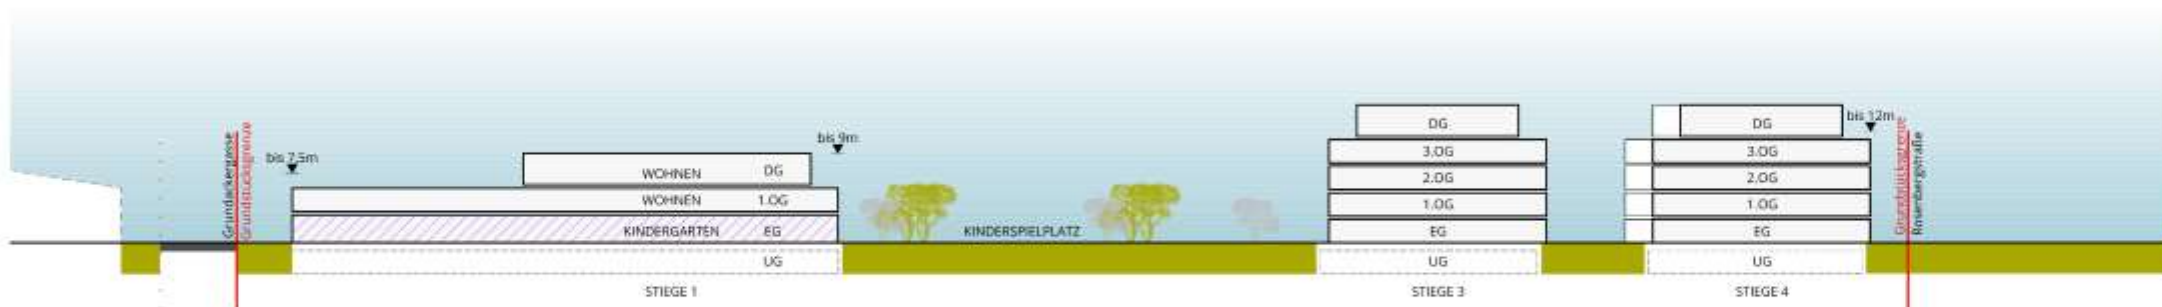 Grundackergasse
Grundstücksgrenze
bis 7,5m
bis 9m
WOHNEN DG
WOHNEN 1.OG
KINDERGARTEN EG
UG
STIEGE 1
KINDERSPIELPLATZ
DG
3.OG
2.OG
1.OG
EG
UG
STIEGE 3
DG
3.OG
2.OG
1.OG
EG
UG
STIEGE 4
bis 12m
Grundstücksgrenze
Rosenbergstraße